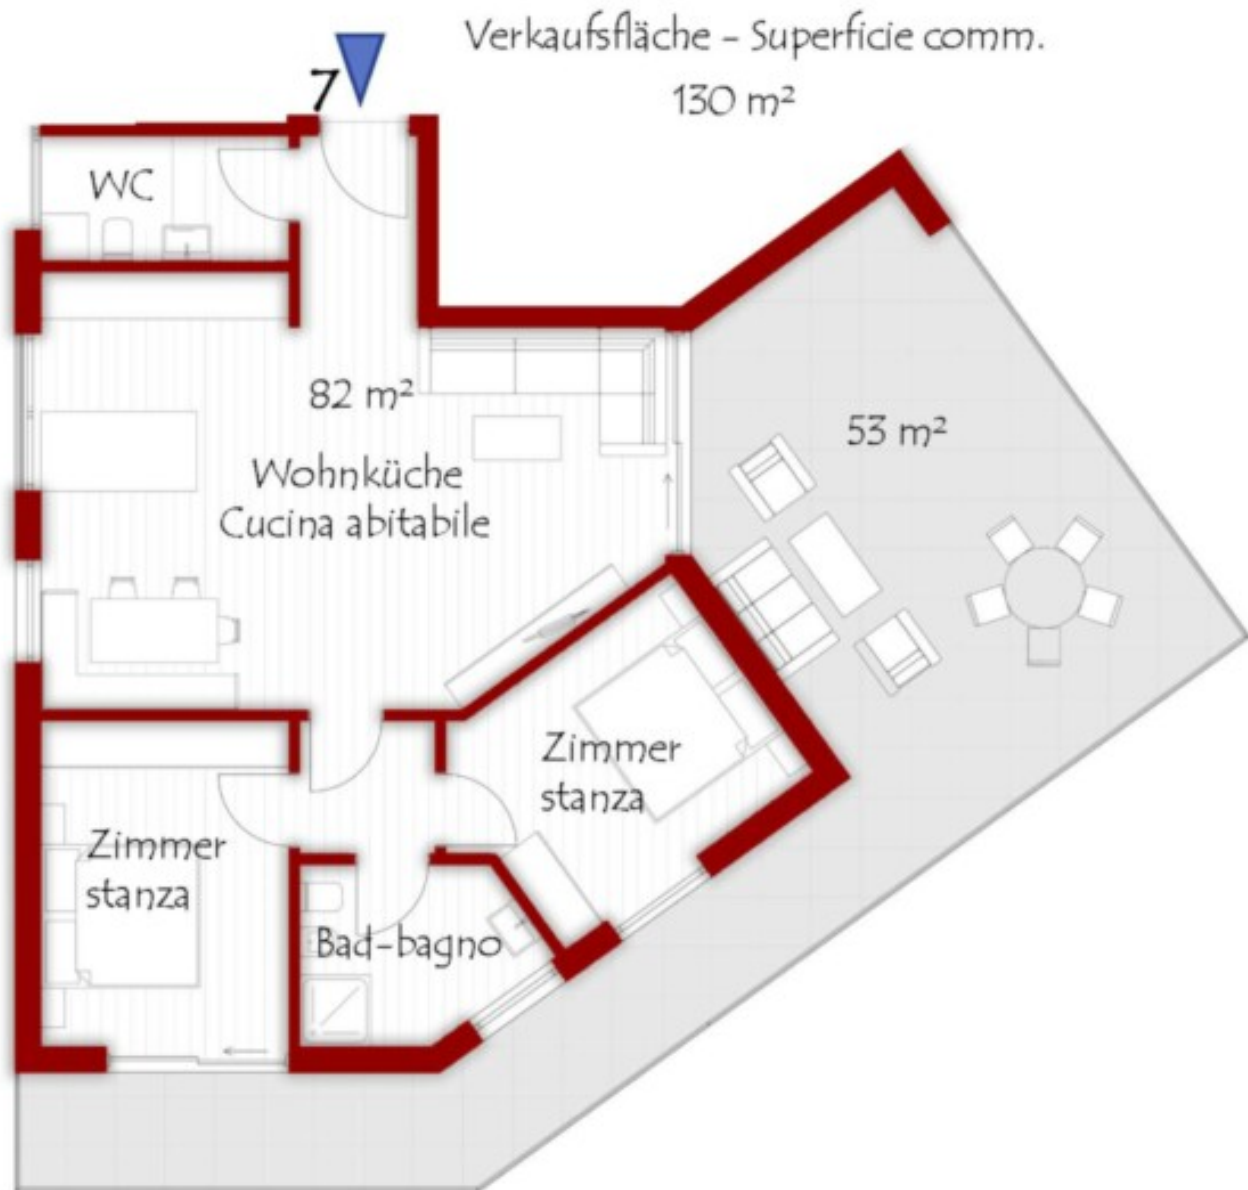 Verkaufsfläche - Superficie comm.
130 m²
7
WC
82 m²
Wohnküche
Cucina abitabile
53 m²
Zimmer
stanza
Zimmer
stanza
Bad-bagno